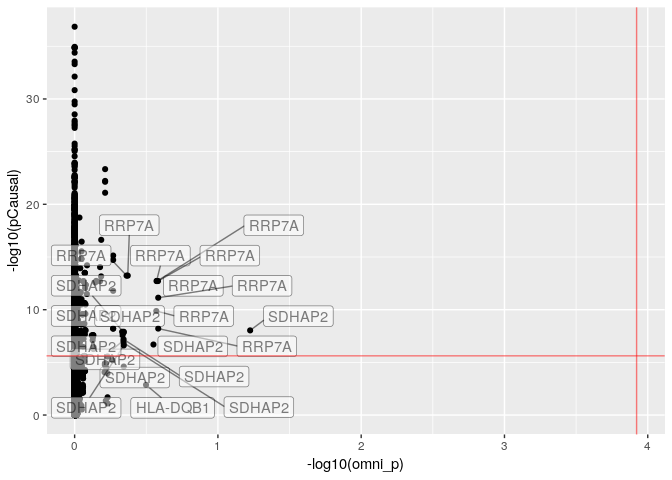 -log10(pCausal)
30
20
10
0
RRP7A
RRP7A
RRP7A
RRP7A
RRP7A
SDHAP2
RRP7A
RRP7A
SDHAP2
RRP7A
SDHAP2
SDHAP2
SDHAP2
RRP7A
SDHAP2
SDHAP2
SDHAP2
SDHAP2
HLA-DQB1
SDHAP2
0
1
2
3
4
-log10(omni_p)